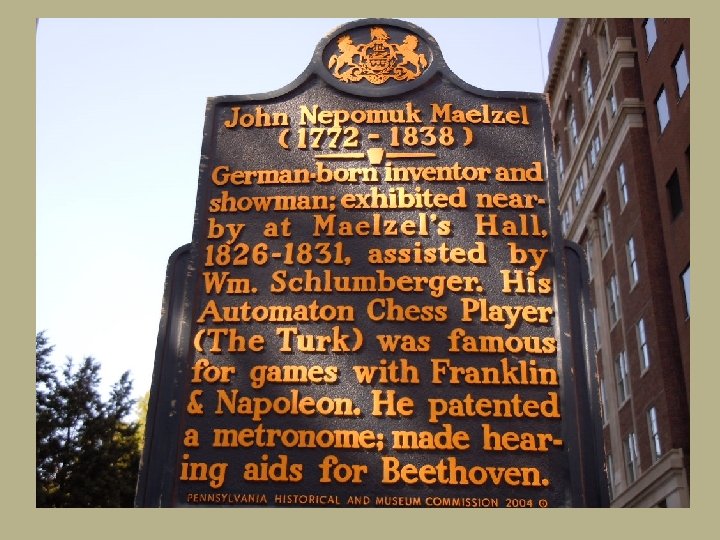 John Nepomuk Maelzel
(1772 - 1838)
German-born inventor and
showman; exhibited near-
by at Maelzel's Hall,
1826-1831, assisted by
Wm. Schlumberger. His
Automaton Chess Player
(The Turk) was famous
for games with Franklin
& Napoleon. He patented
a metronome; made hear-
ing aids for Beethoven.
PENNSYLVANIA HISTORICAL AND MUSEUM COMMISSION 2004 ©